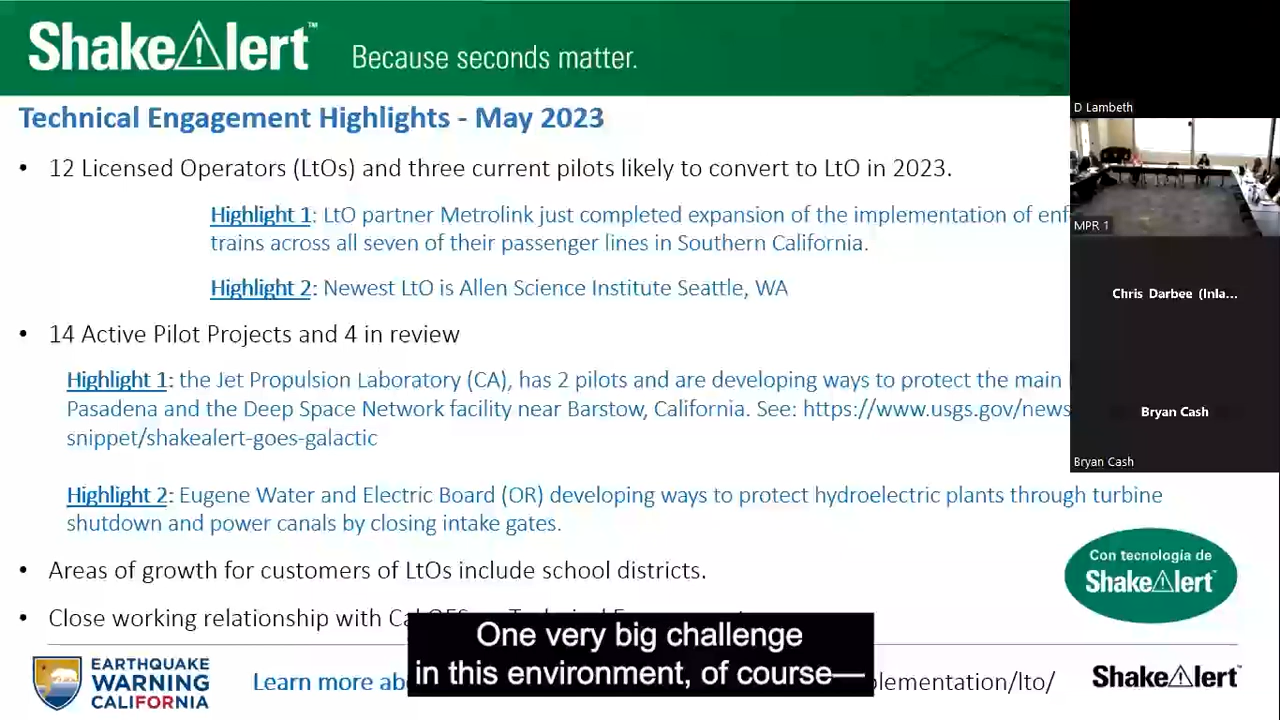 ShakeAlert™ Because seconds matter.
Technical Engagement Highlights - May 2023
• 12 Licensed Operators (LtOs) and three current pilots likely to convert to LtO in 2023.
Highlight 1: LtO partner Metrolink just completed expansion of the implementation of
trains across all seven of their passenger lines in Southern California.
Highlight 2: Newest LtO is Allen Science Institute Seattle, WA
• 14 Active Pilot Projects and 4 in review
Highlight 1: the Jet Propulsion Laboratory (CA), has 2 pilots and are developing ways to protect the main
Pasadena and the Deep Space Network facility near Barstow, California. See: https://www.usgs.gov/news
snippet/shakealert-goes-galactic
Highlight 2: Eugene Water and Electric Board (OR) developing ways to protect hydroelectric plants through turbine
shutdown and power canals by closing intake gates.
• Areas of growth for customers of LtOs include school districts.
• Close working relationship with
One very big challenge
in this environment, of course—
EARTHQUAKE
WARNING
CALIFORNIA
Learn more
lementation/lto/
Con tecnología de
ShakeAlert™
ShakeAlert™
D Lambeth
MPR 1
Chris Darbee (Inla...
Bryan Cash
Bryan Cash